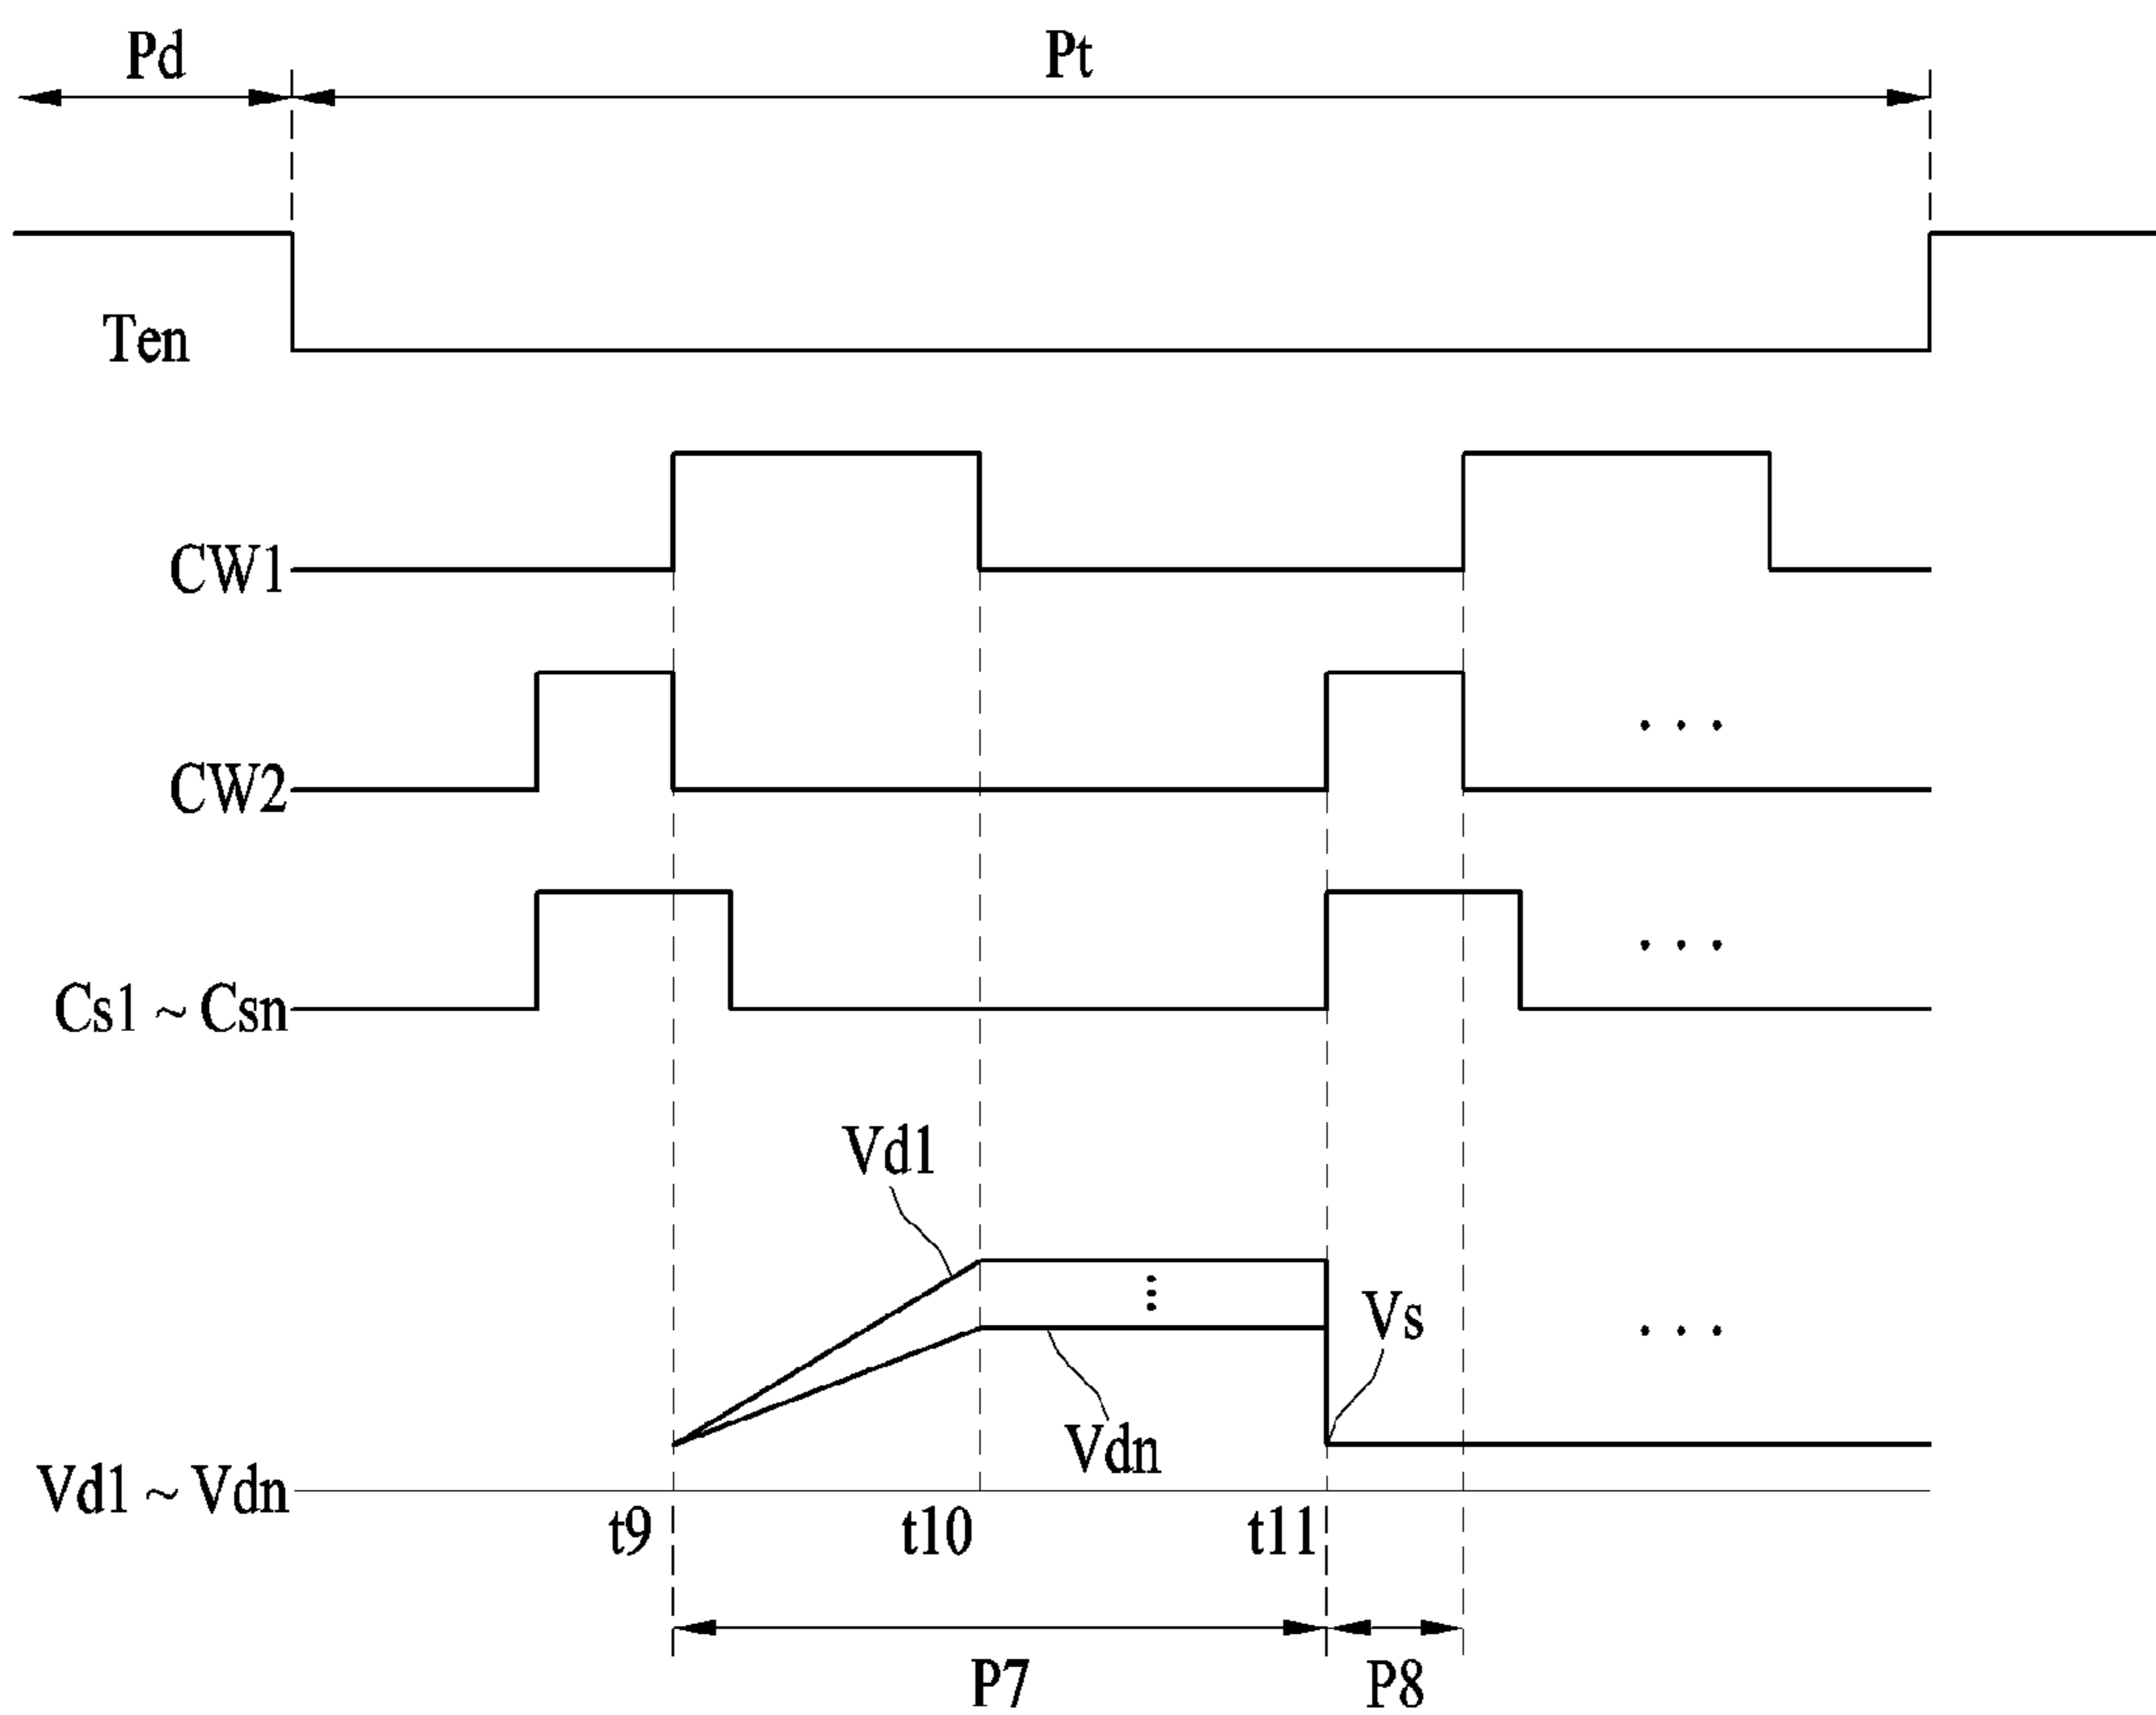 Pd
Pt
Ten
CW1
CW2
. . .
Cs1 ~ Csn
. . .
Vd1
Vs
. . .
Vdn
Vd1 ~ Vdn
t9
t10
t11
P7
P8